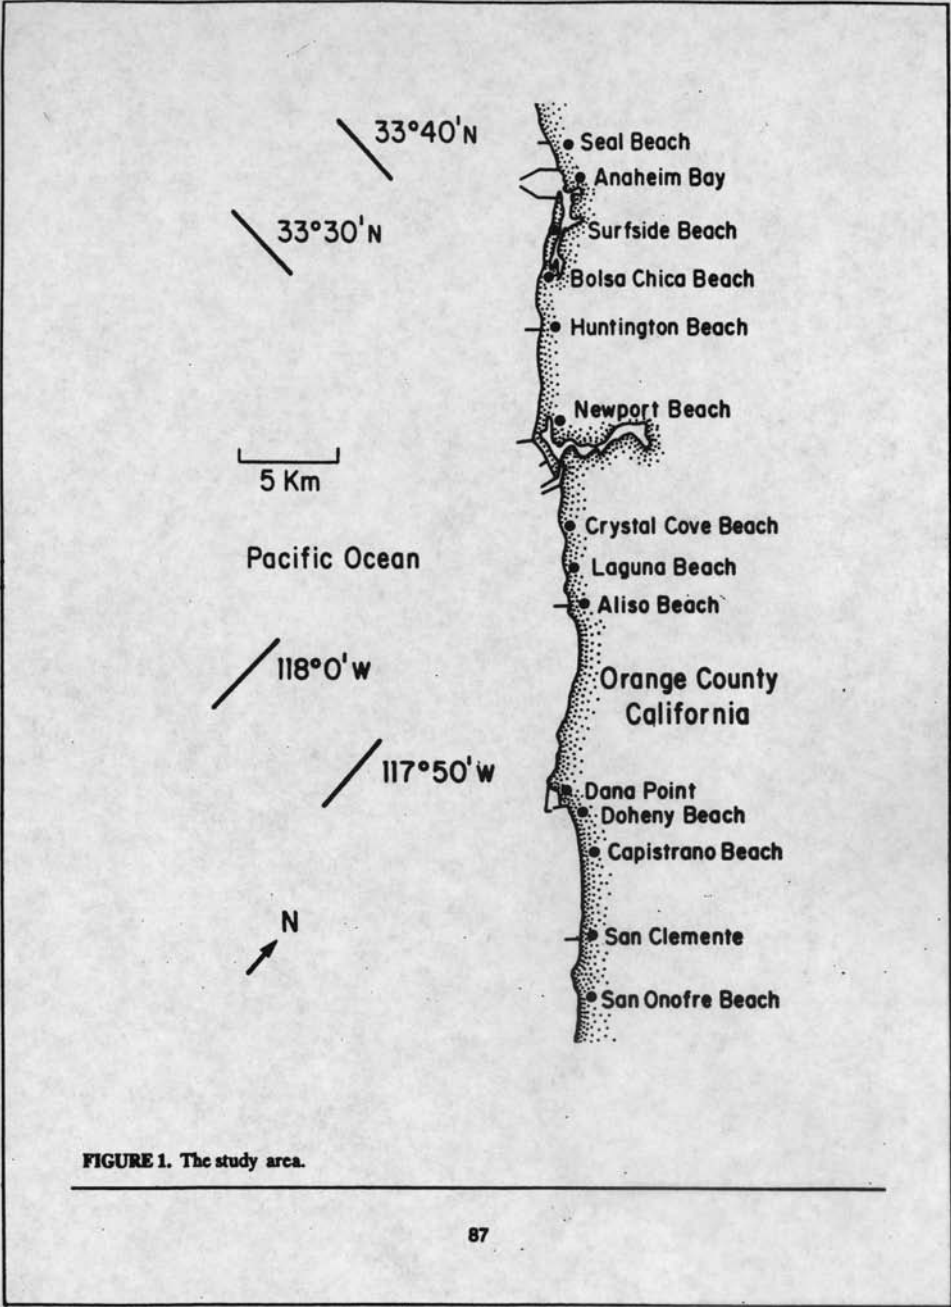 33°40'N
Seal Beach
Anaheim Bay
33°30'N
Surfside Beach
Bolsa Chica Beach
Huntington Beach
Newport Beach
5 Km
Crystal Cove Beach
Pacific Ocean
Laguna Beach
Aliso Beach
118°0'W
Orange County
California
117°50'W
Dana Point
Doheny Beach
Capistrano Beach
N
San Clemente
San Onofre Beach
FIGURE 1. The study area.
87